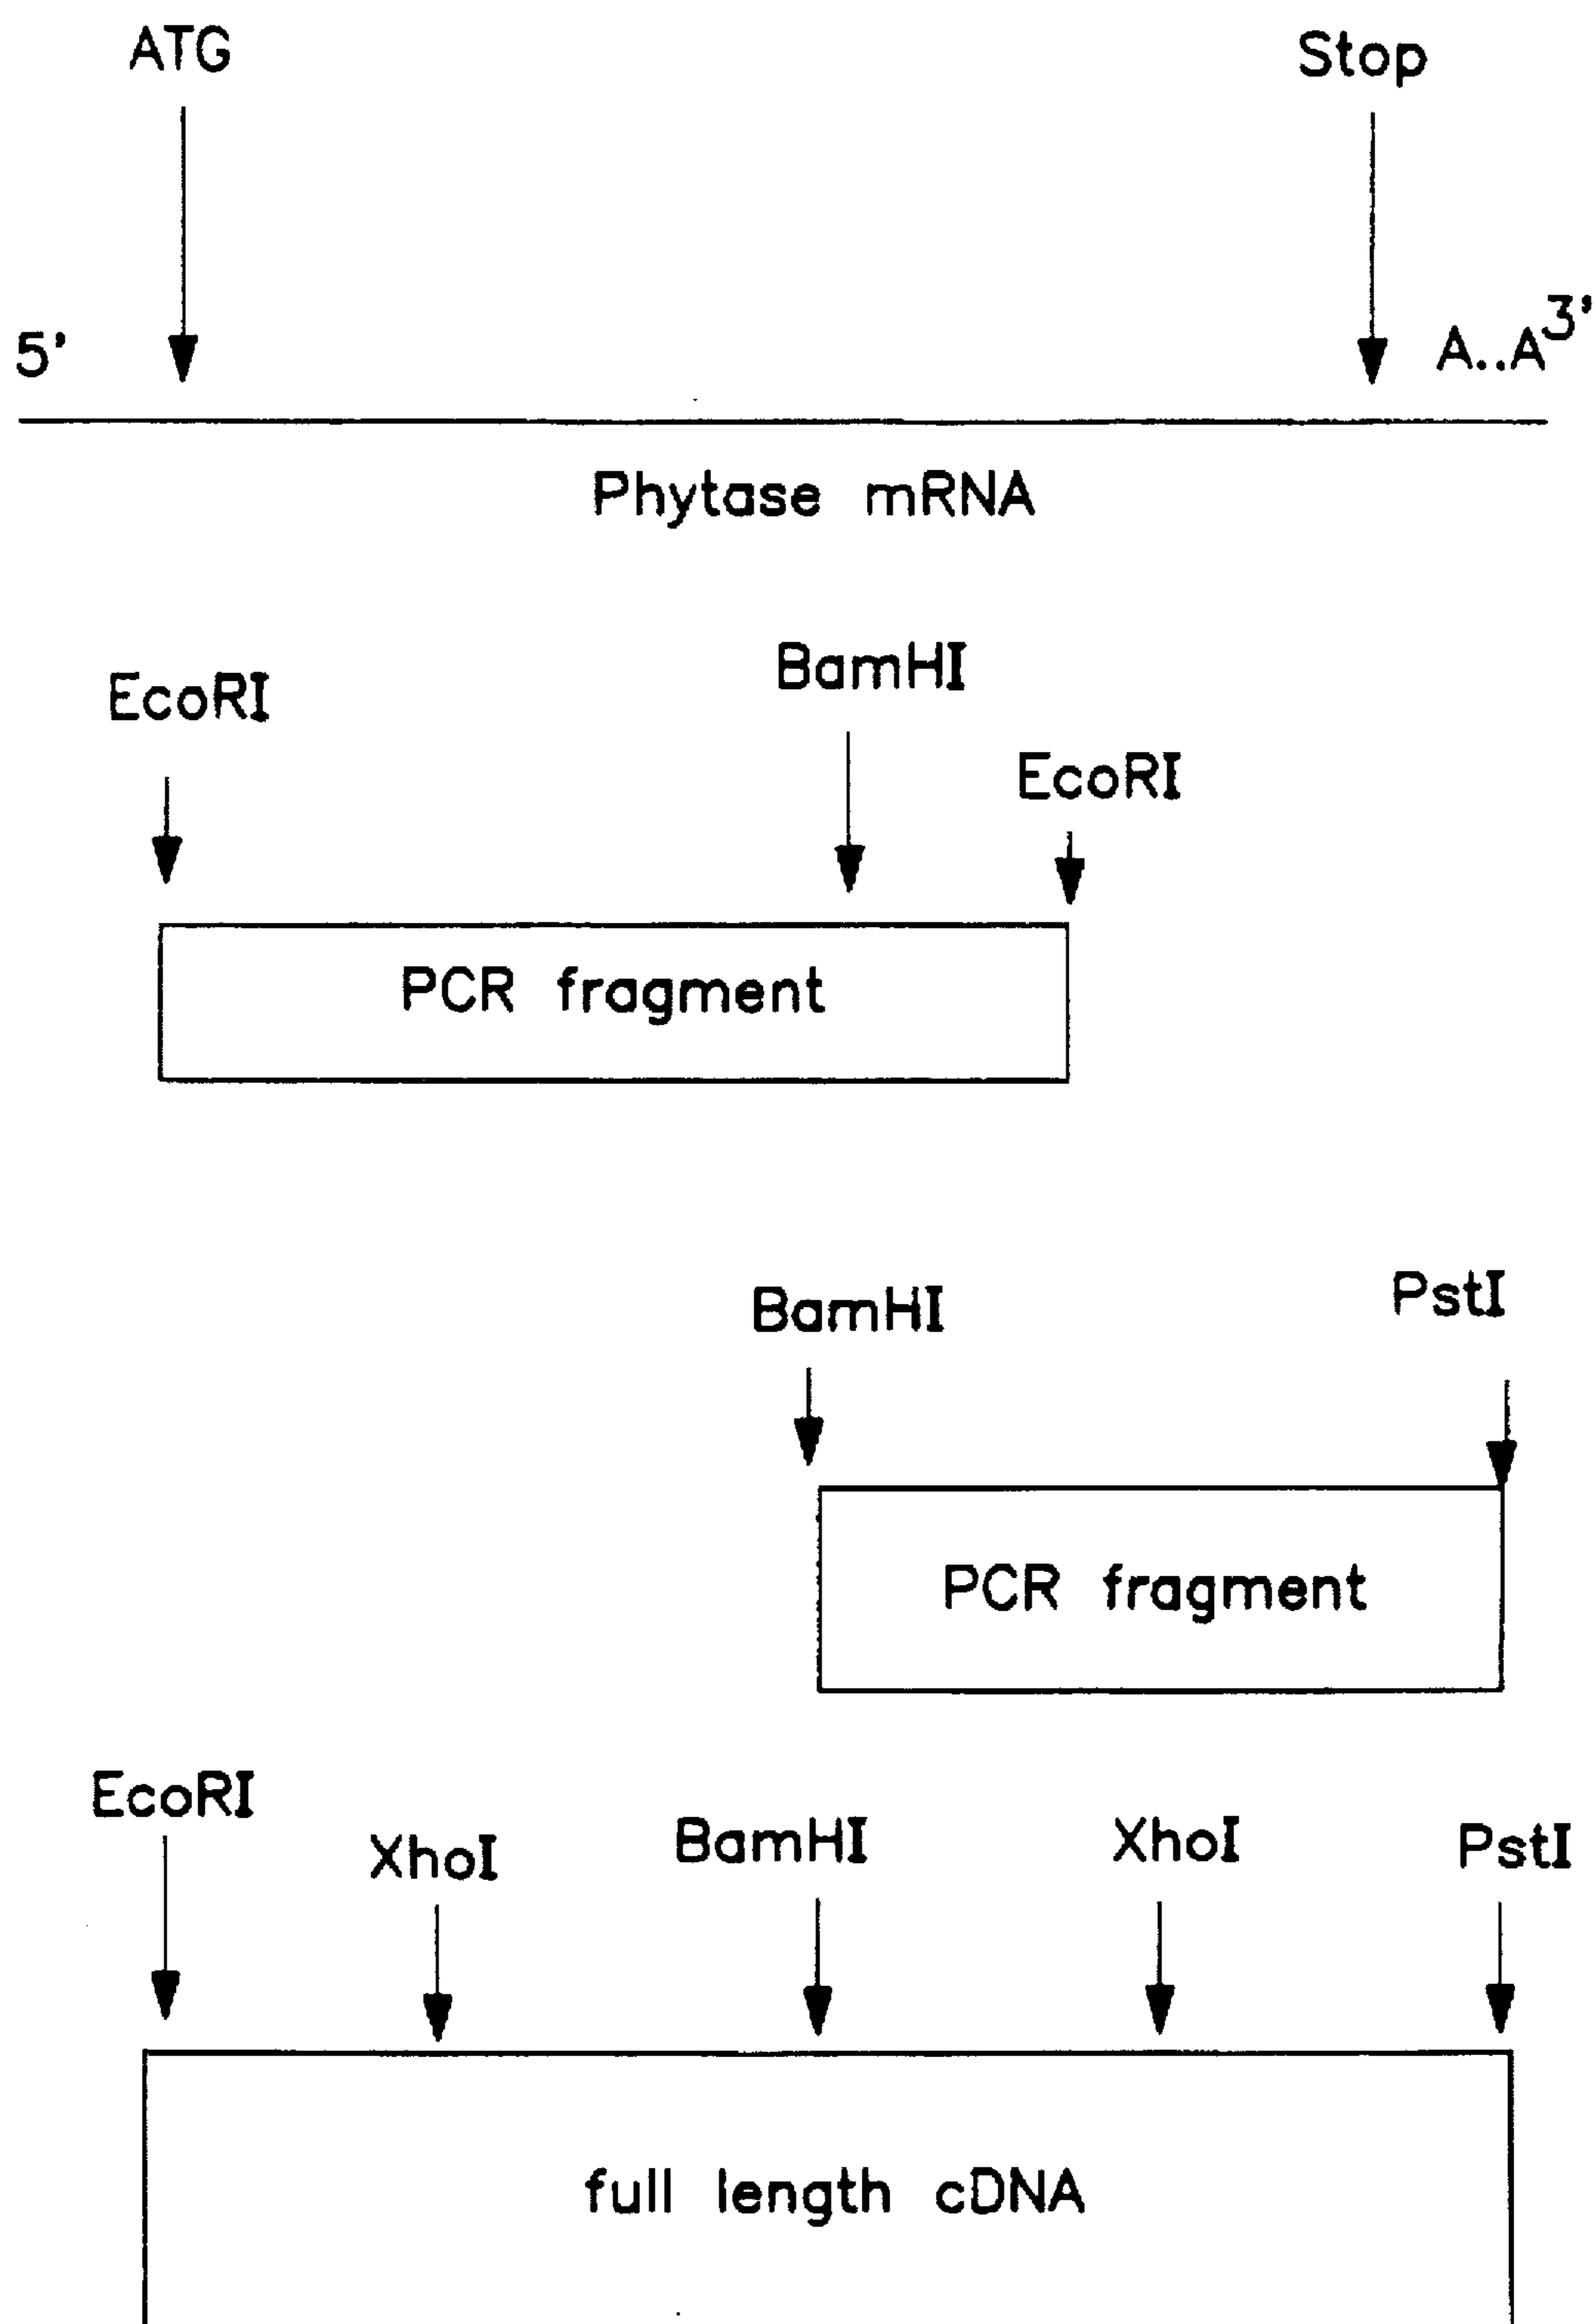 ATG
Stop
5'
A..A3'
Phytase mRNA
BamHI
EcoRI
EcoRI
PCR fragment
BamHI
PstI
PCR fragment
EcoRI
XhoI
BamHI
XhoI
PstI
full length cDNA